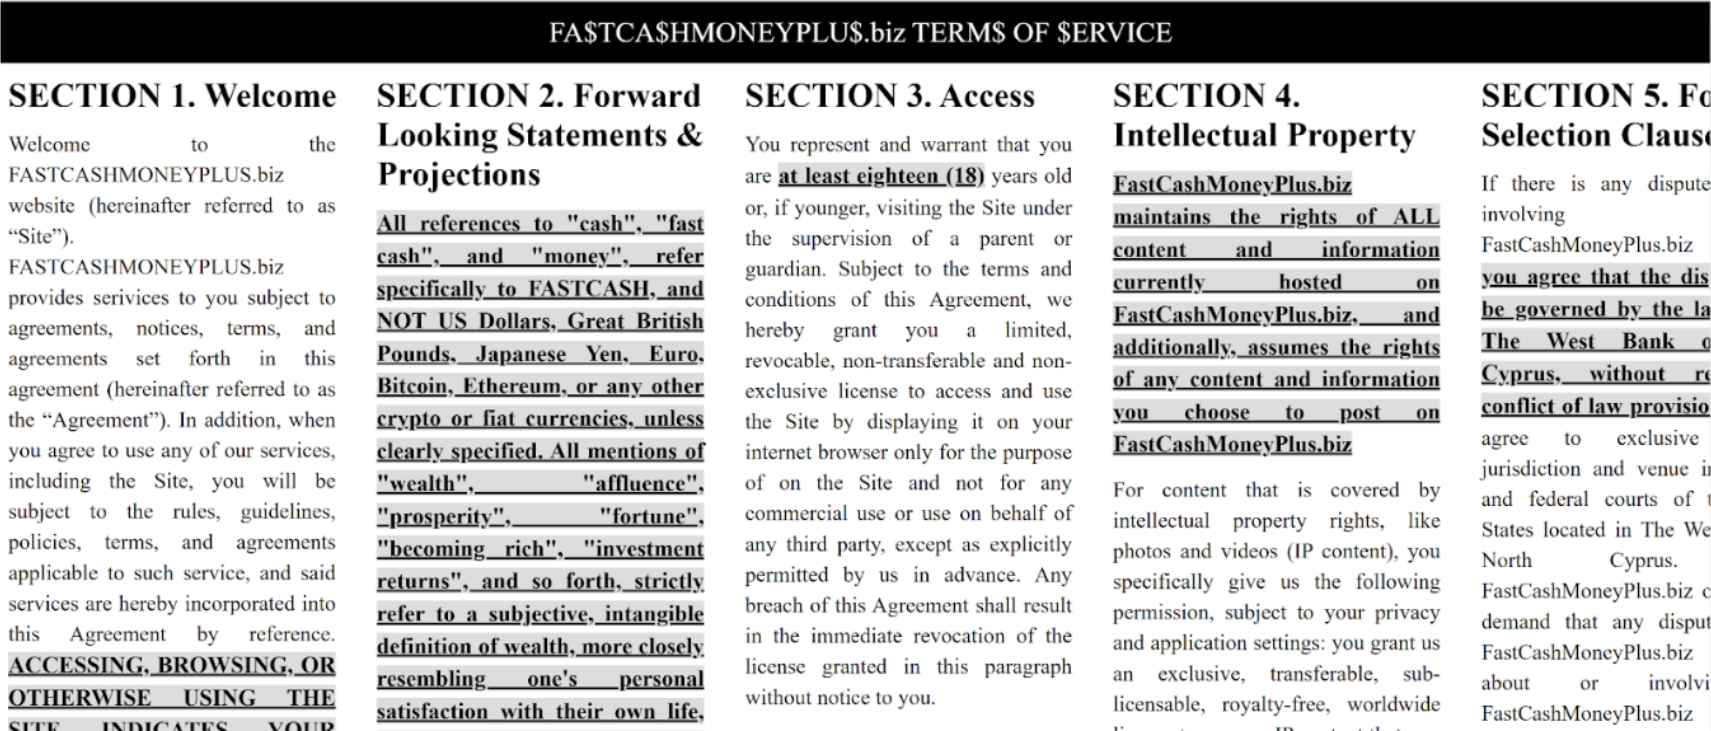 FA$TCA$HMONEYPLU$.biz TERM$ OF $ERVICE
SECTION 1. Welcome
Welcome to the
FASTCASHMONEYPLUS.biz
website (hereinafter referred to as
“Site”).
FASTCASHMONEYPLUS.biz
provides serivices to you subject to
agreements, notices, terms, and
agreements set forth in this
agreement (hereinafter referred to as
the “Agreement”). In addition, when
you agree to use any of our services,
including the Site, you will be
subject to the rules, guidelines,
policies, terms, and agreements
applicable to such service, and said
services are hereby incorporated into
this Agreement by reference.
ACCESSING, BROWSING, OR
OTHERWISE USING THE
SITE INDICATES YOUR
SECTION 2. Forward
Looking Statements &
Projections
All references to "cash", "fast
cash", and "money", refer
specifically to FASTCASH, and
NOT US Dollars, Great British
Pounds, Japanese Yen, Euro,
Bitcoin, Ethereum, or any other
crypto or fiat currencies, unless
clearly specified. All mentions of
"wealth", "affluence",
"prosperity", "fortune",
"becoming rich", "investment
returns", and so forth, strictly
refer to a subjective, intangible
definition of wealth, more closely
resembling one's personal
satisfaction with their own life,
SECTION 3. Access
You represent and warrant that you
are at least eighteen (18) years old
or, if younger, visiting the Site under
the supervision of a parent or
guardian. Subject to the terms and
conditions of this Agreement, we
hereby grant you a limited,
revocable, non-transferable and non-
exclusive license to access and use
the Site by displaying it on your
internet browser only for the purpose
of on the Site and not for any
commercial use or use on behalf of
any third party, except as explicitly
permitted by us in advance. Any
breach of this Agreement shall result
in the immediate revocation of the
license granted in this paragraph
without notice to you.
SECTION 4.
Intellectual Property
FastCashMoneyPlus.biz
maintains the rights of ALL
content and information
currently hosted on
FastCashMoneyPlus.biz, and
additionally, assumes the rights
of any content and information
you choose to post on
FastCashMoneyPlus.biz
For content that is covered by
intellectual property rights, like
photos and videos (IP content), you
specifically give us the following
permission, subject to your privacy
and application settings: you grant us
an exclusive, transferable, sub-
licensable, royalty-free, worldwide
SECTION 5. Fo
Selection Clause
If there is any dispute
involving
FastCashMoneyPlus.biz
you agree that the dis
be governed by the la
The West Bank o
Cyprus, without re
conflict of law provisio
agree to exclusive
jurisdiction and venue i
and federal courts of t
States located in The We
North Cyprus.
FastCashMoneyPlus.biz o
demand that any disput
FastCashMoneyPlus.biz
about or involvi
FastCashMoneyPlus.biz